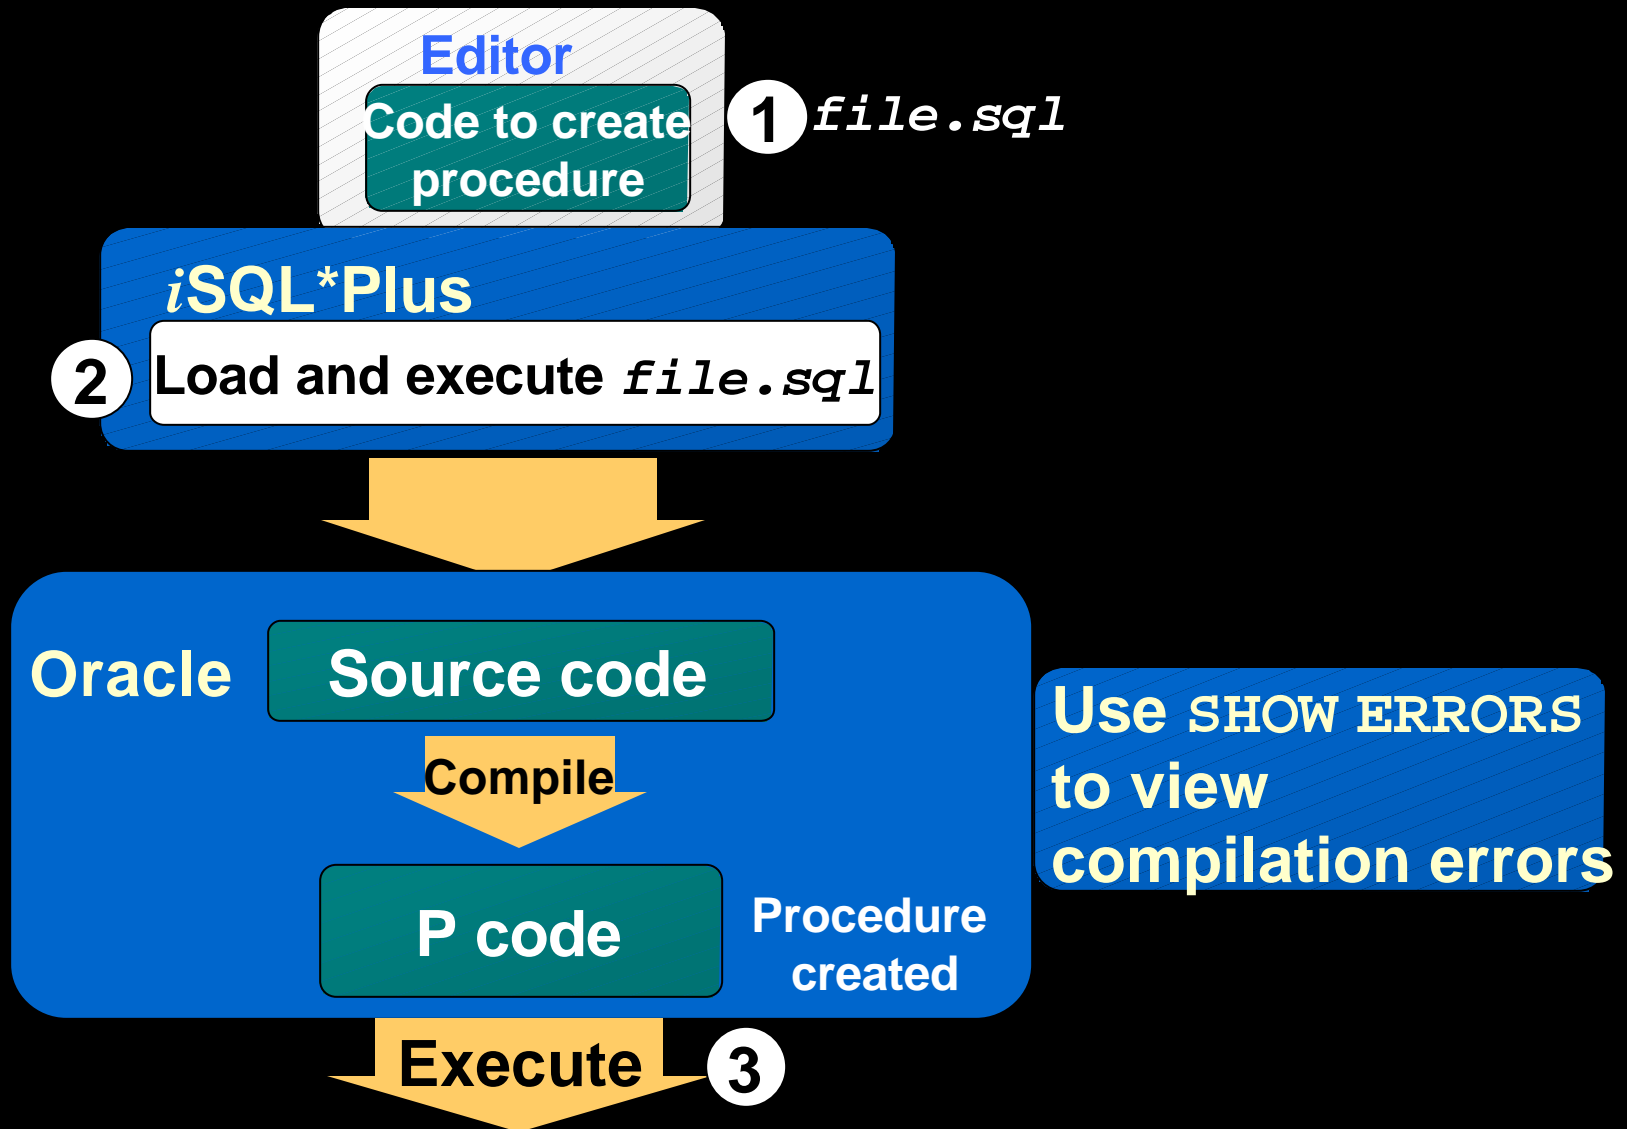 Editor
Code to create
procedure
1 file.sql
iSQL*Plus
2 Load and execute file.sql
Oracle
Source code
Compile
P code
Procedure
created
Use SHOW ERRORS
to view
compilation errors
Execute 3